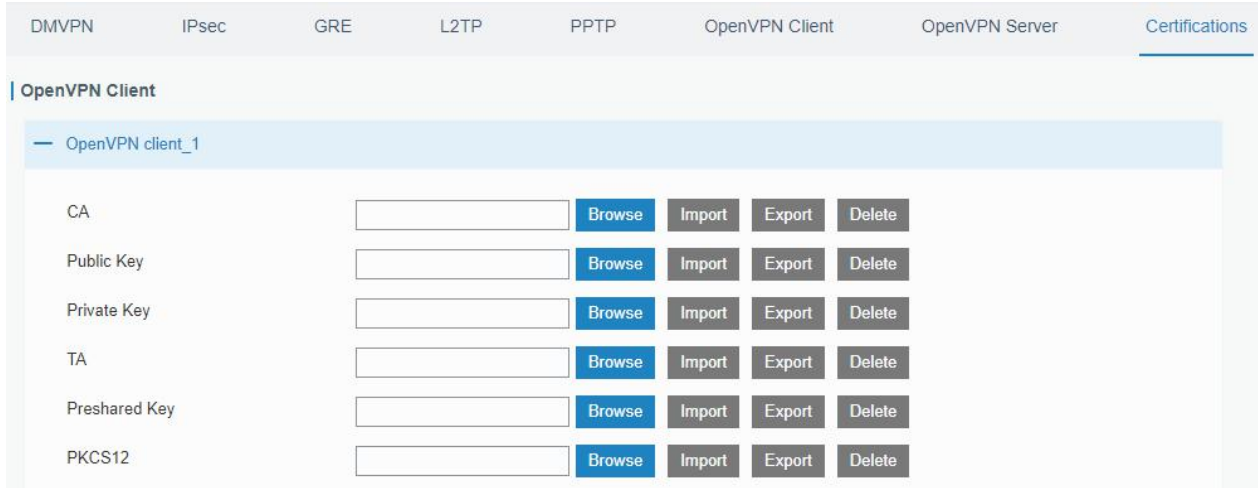 DMVPN IPsec GRE L2TP PPTP OpenVPN Client OpenVPN Server Certifications
OpenVPN Client
OpenVPN client_1
CA Browse Import Export Delete
Public Key Browse Import Export Delete
Private Key Browse Import Export Delete
TA Browse Import Export Delete
Preshared Key Browse Import Export Delete
PKCS12 Browse Import Export Delete